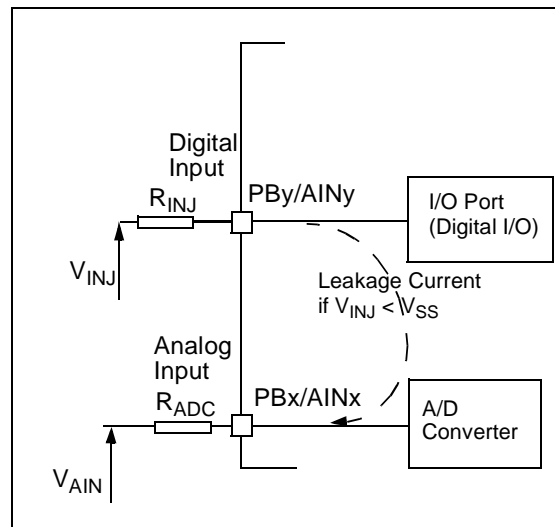 Digital
Input
PBy/AINy
I/O Port
(Digital I/O)
RINJ
VINJ
Leakage Current
if VINJ < VSS
Analog
Input
PBx/AINx
A/D
Converter
RADC
VAIN